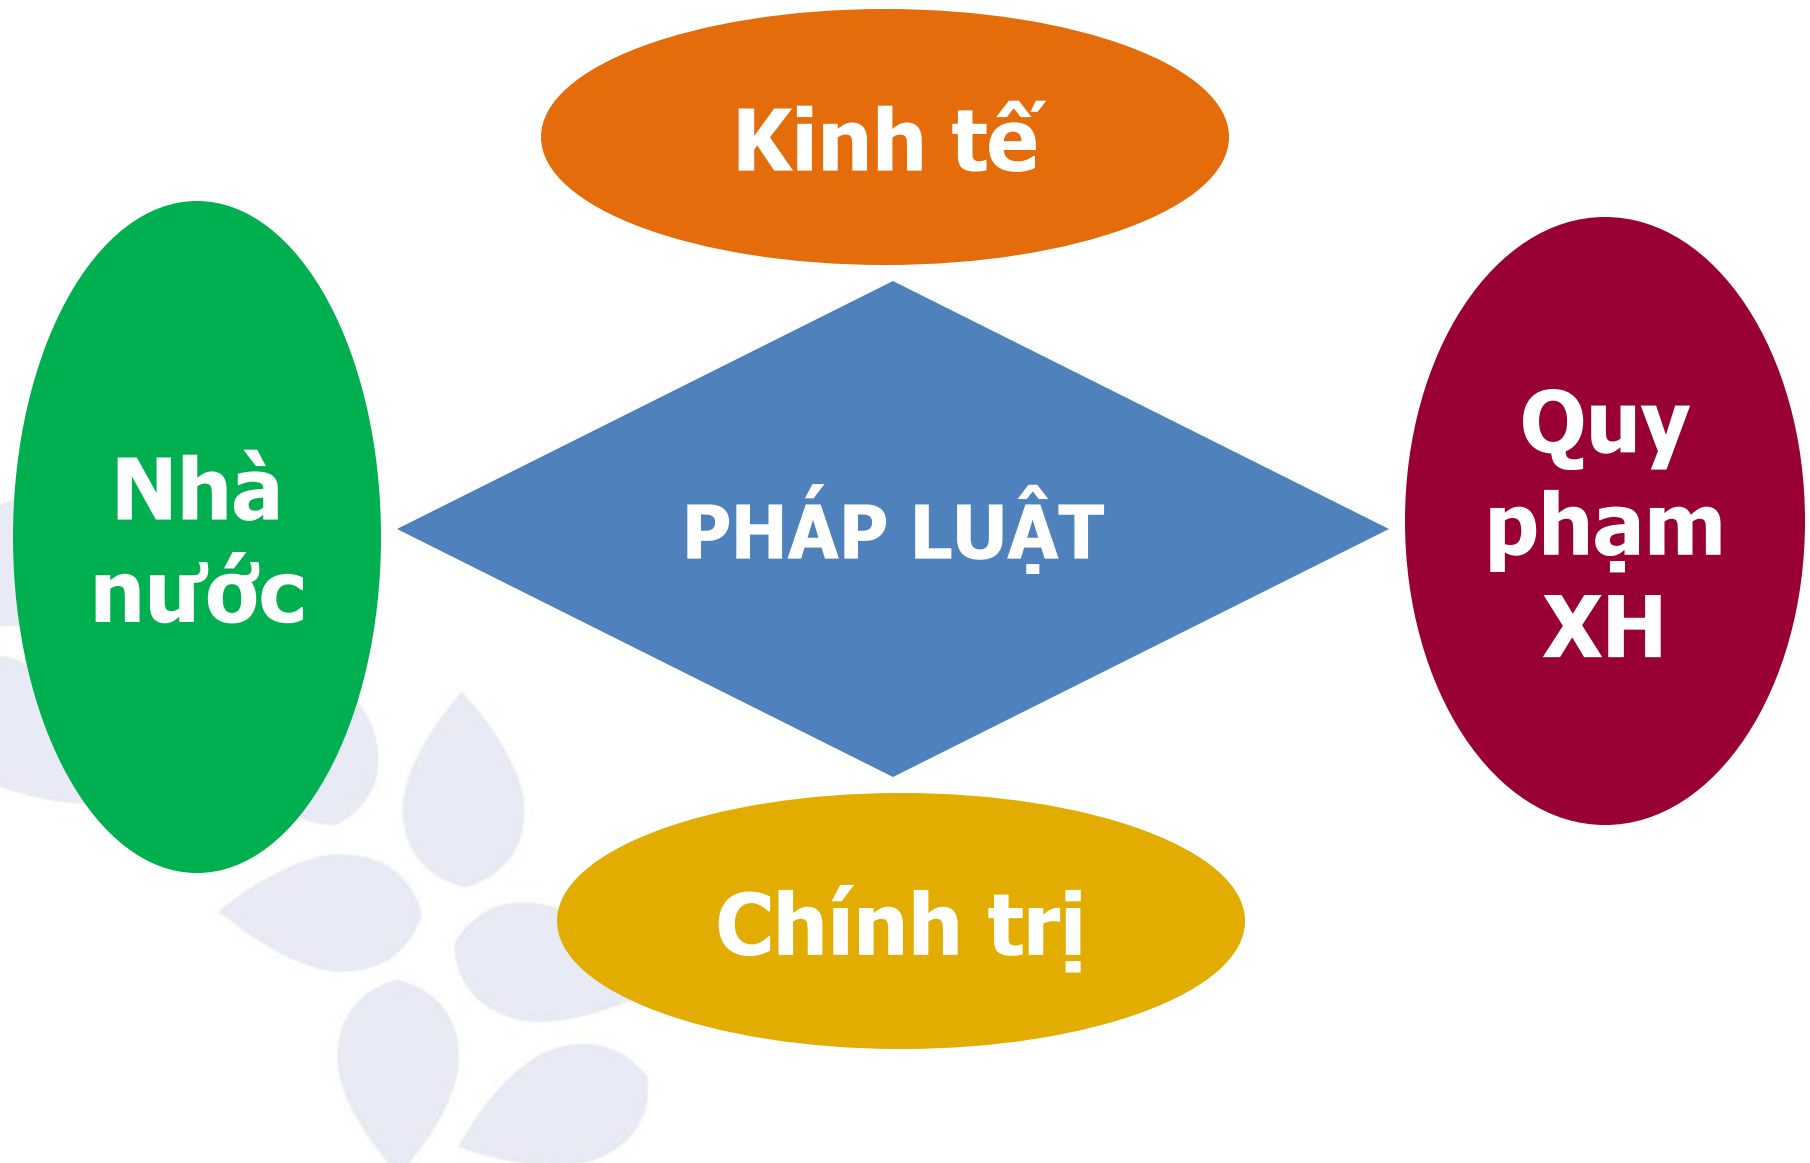 Kinh tế
Nhà
nước
PHÁP LUẬT
Quy
phạm
XH
Chính trị